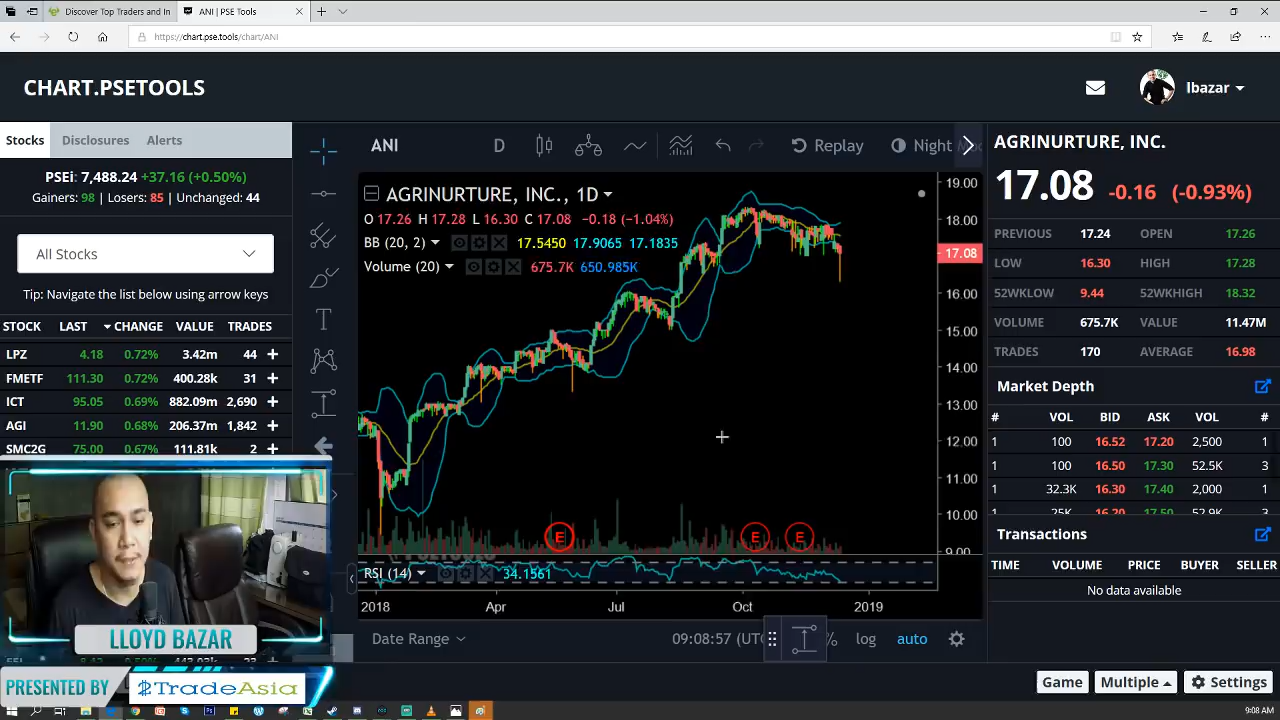 Discover Top Traders and In
ANI | PSE Tools
https://chart.pse.tools/chart/ANI
CHART.PSETOOLS
lbazar
Stocks Disclosures Alerts
PSEi: 7,488.24 +37.16 (+0.50%)
Gainers: 98 | Losers: 85 | Unchanged: 44
All Stocks
Tip: Navigate the list below using arrow keys
STOCK LAST CHANGE VALUE TRADES
LPZ 4.18 0.72% 3.42m 44 +
FMETF 111.30 0.72% 400.28k 31 +
ICT 95.05 0.69% 882.09m 2,690 +
AGI 11.90 0.68% 206.37m 1,842 +
SMC2G 75.00 0.67% 111.81k 2 +
ANI D Replay Night
AGRINURTURE, INC., 1D
O 17.26 H 17.28 L 16.30 C 17.08 -0.18 (-1.04%)
BB (20, 2) 17.5450 17.9065 17.1835
Volume (20) 675.7K 650.985K
19.00
18.00
17.08
16.00
15.00
14.00
13.00
12.00
11.00
10.00
9.00
E E E
RSI (14) 34.1561
2018 Apr Jul Oct 2019
Date Range 09:08:57 (UTC % log auto
AGRINURTURE, INC.
17.08 -0.16 (-0.93%)
PREVIOUS 17.24 OPEN 17.26
LOW 16.30 HIGH 17.28
52WKLOW 9.44 52WKHIGH 18.32
VOLUME 675.7K VALUE 11.47M
TRADES 170 AVERAGE 16.98
Market Depth
# VOL BID ASK VOL #
1 100 16.52 17.20 2,500 1
1 100 16.50 17.30 52.5K 3
1 32.3K 16.30 17.40 2,000 1
1 25K 16.20 17.50 52.9K 3
Transactions
TIME VOLUME PRICE BUYER SELLER
No data available
Game Multiple Settings
LLOYD BAZAR
PRESENTED BY $TradeAsia
9:08 AM